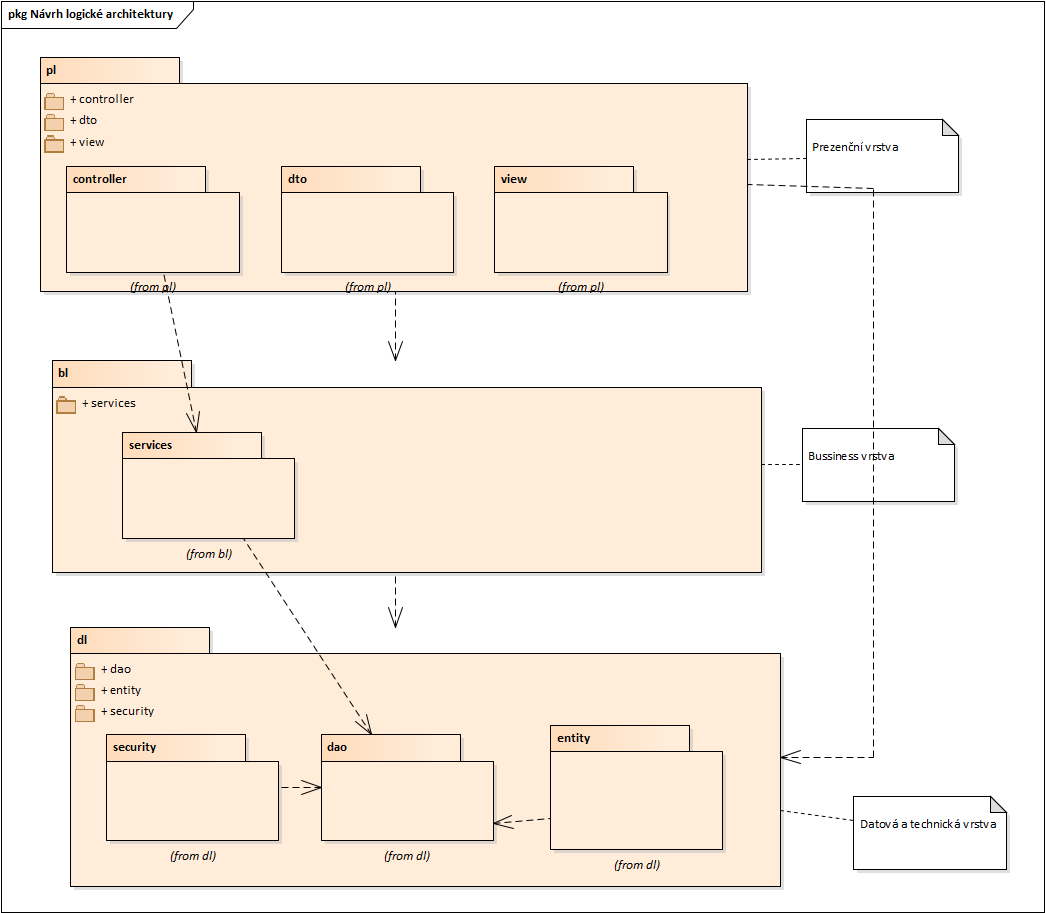 pkg Návrh logické architektury
pl
+ controller
+ dto
+ view
controller
dto
view
(from pl)
(from pl)
(from pl)
Prezenční vrstva
bl
+ services
services
(from bl)
Bussiness vrstva
dl
+ dao
+ entity
+ security
security
dao
entity
(from dl)
(from dl)
(from dl)
Datová a technická vrstva